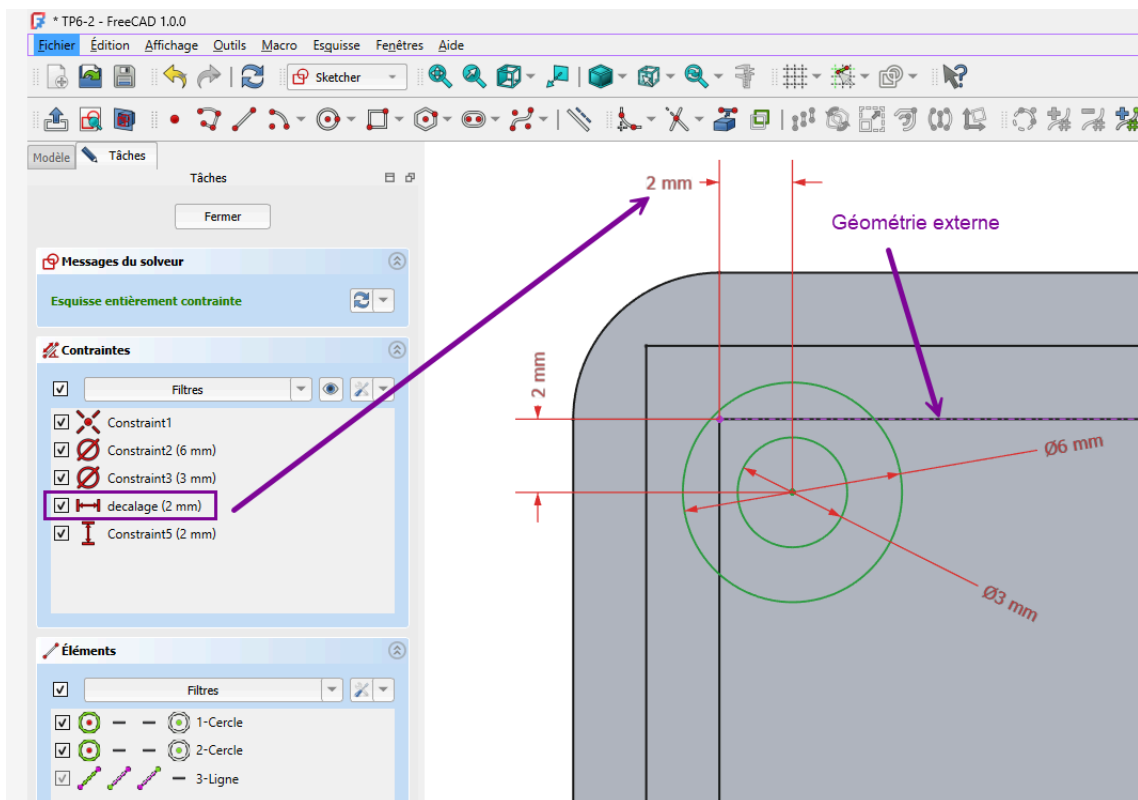 * TP6-2 - FreeCAD 1.0.0
Fichier Édition Affichage Outils Macro Esquisse Fenêtres Aide
Sketcher
Modèle Tâches
Tâches
Fermer
Messages du solveur
Esquisse entièrement contrainte
Contraintes
Filtres
Constraint1
Constraint2 (6 mm)
Constraint3 (3 mm)
decalage (2 mm)
Constraint5 (2 mm)
Éléments
Filtres
1-Cercle
2-Cercle
3-Ligne
2 mm
Géométrie externe
2 mm
Ø6 mm
Ø3 mm